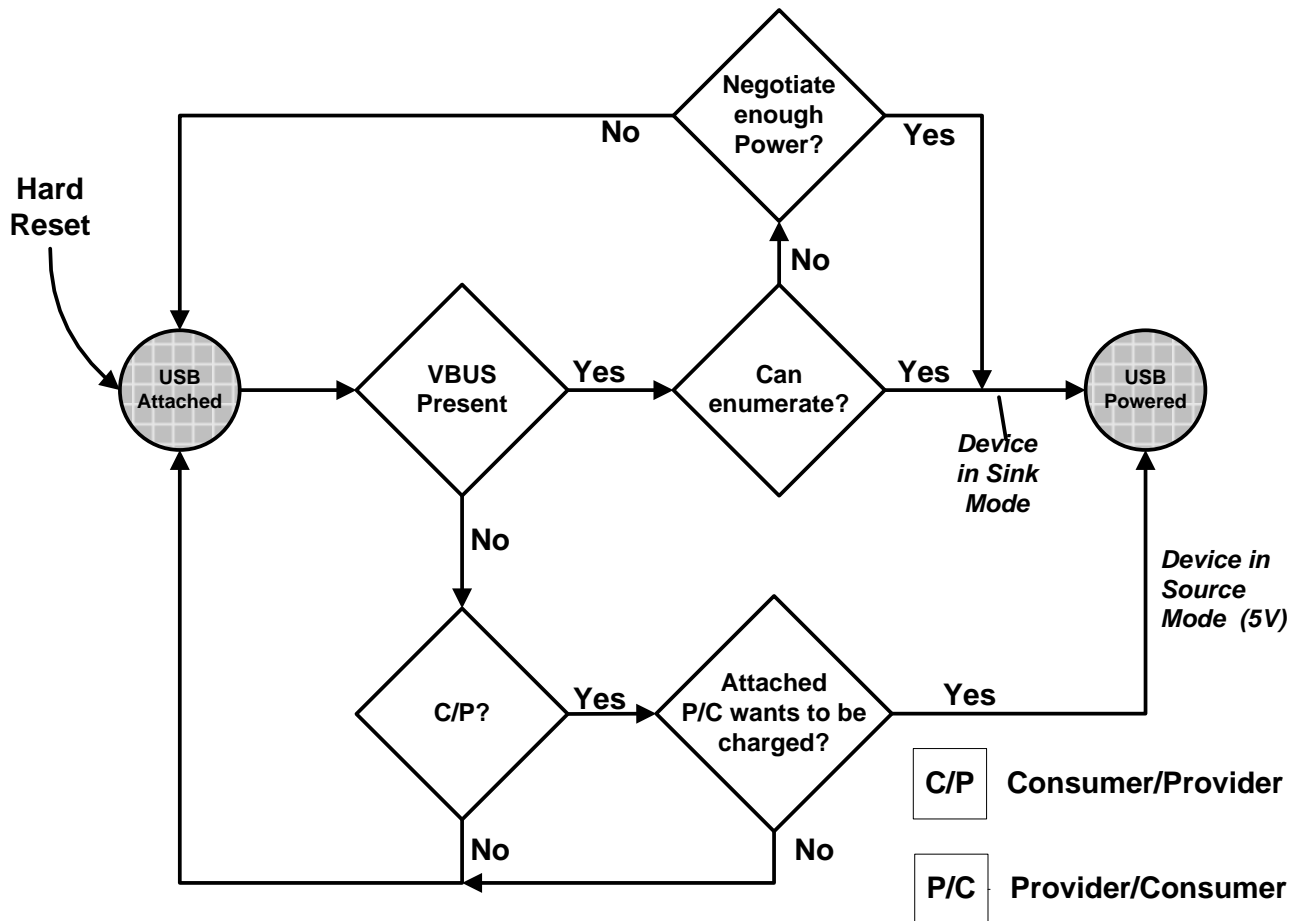 Negotiate
enough
Power?
No
Yes
Hard
Reset
No
USB
Attached
VBUS
Present
Yes
Can
enumerate?
Yes
USB
Powered
Device
in Sink
Mode
No
Device in
Source
Mode (5V)
C/P?
Yes
Attached
P/C wants to be
charged?
Yes
No
No
C/P Consumer/Provider
P/C Provider/Consumer